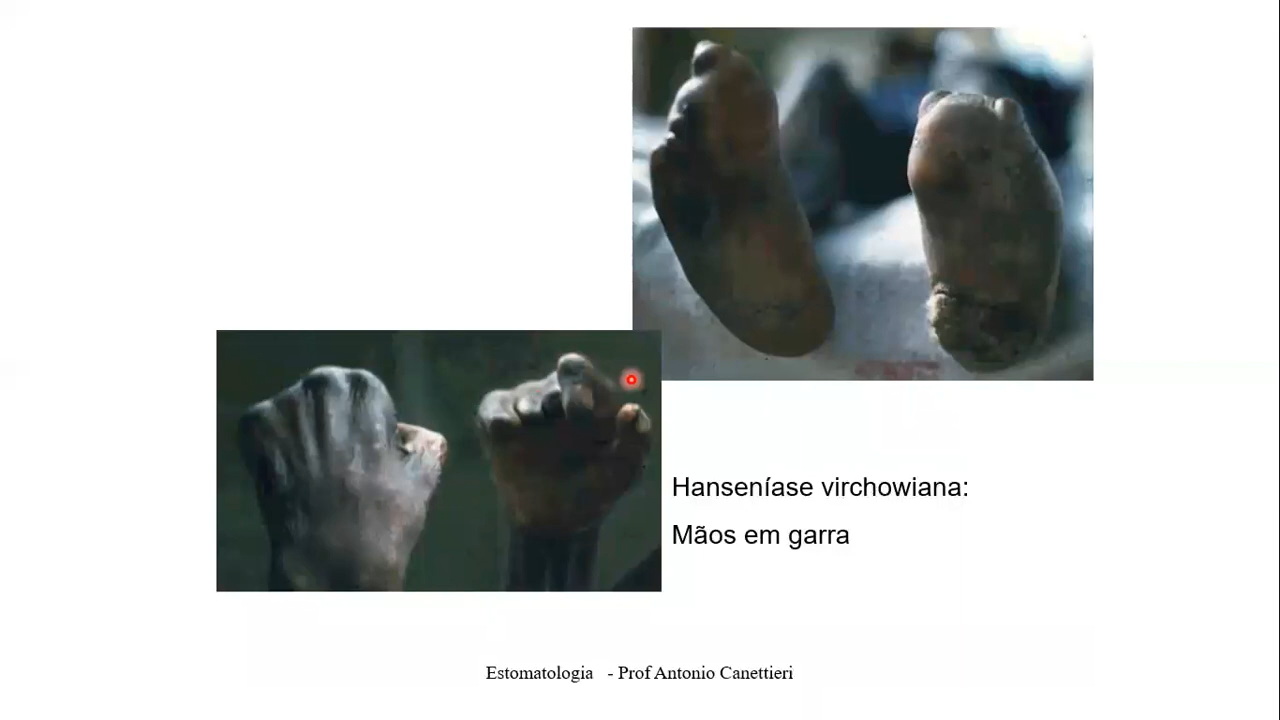 Hanseníase virchowiana:
Mãos em garra
Estomatologia - Prof Antonio Canettieri